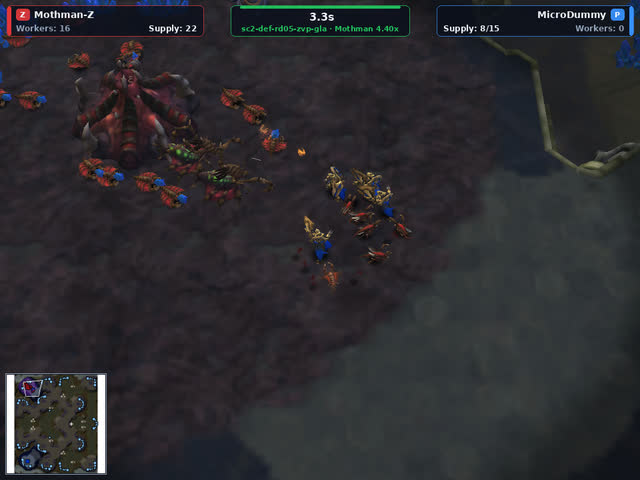 Z Mothman-Z
Workers: 16 Supply: 22
3.3s
sc2-def-rd05-zvp-gla · Mothman 4.40x
MicroDummy P
Supply: 8/15 Workers: 0